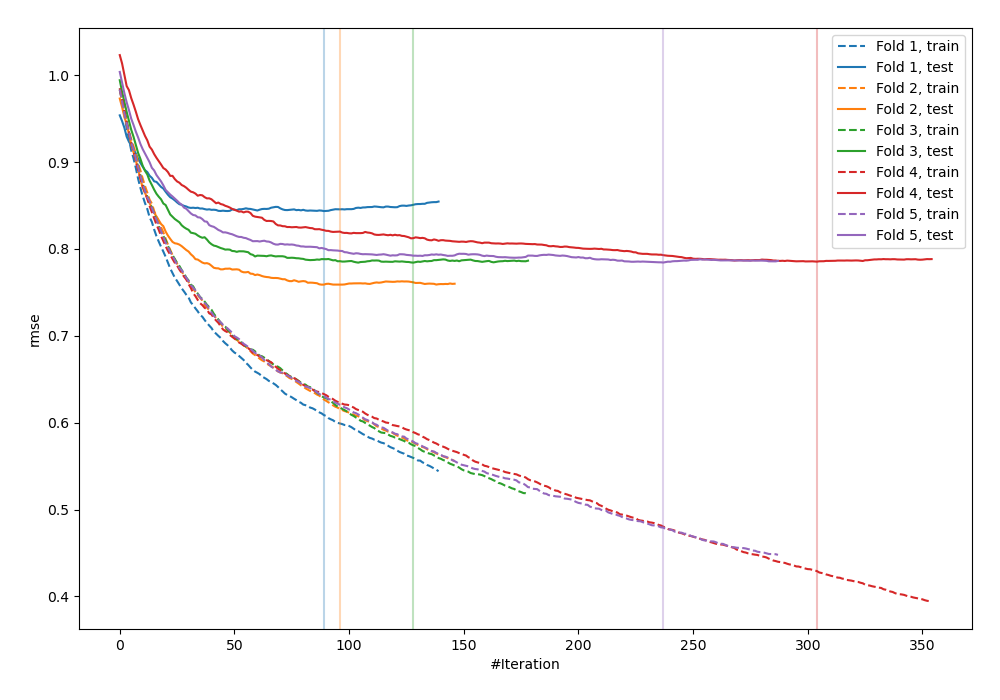 1.0
0.9
0.8
0.7
0.6
0.5
0.4
rmse
0
50
100
150
200
250
300
350
#Iteration
Fold 1, train
Fold 1, test
Fold 2, train
Fold 2, test
Fold 3, train
Fold 3, test
Fold 4, train
Fold 4, test
Fold 5, train
Fold 5, test